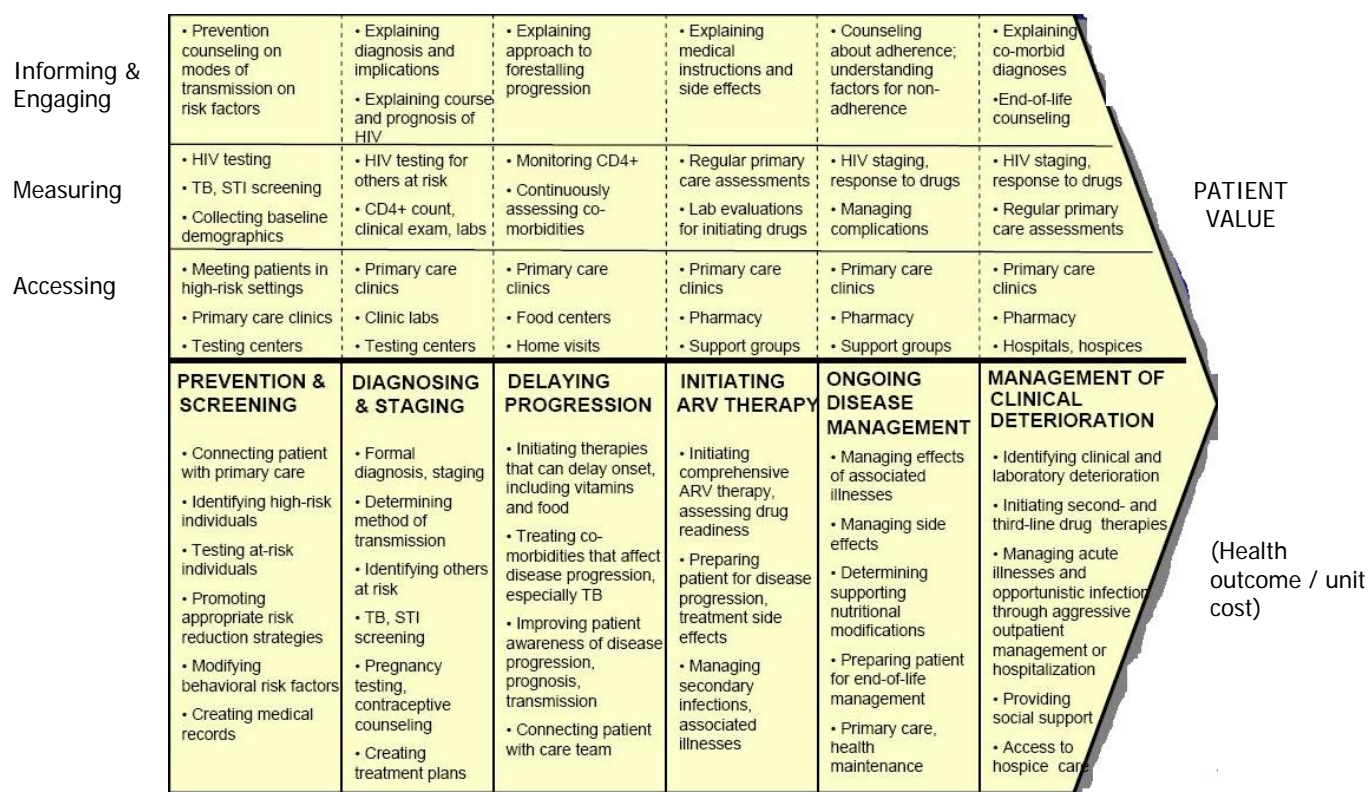 Informing &
Engaging
• Prevention
counseling on
modes of
transmission on
risk factors
• Explaining
diagnosis and
implications
• Explaining course
and prognosis of
HIV
• Explaining
approach to
forestalling
progression
• Explaining
medical
instructions and
side effects
• Counseling
about adherence;
understanding
factors for non-
adherence
• Explaining
co-morbid
diagnoses
•End-of-life
counseling
Measuring
• HIV testing
• TB, STI screening
• Collecting baseline
demographics
• HIV testing for
others at risk
• CD4+ count,
clinical exam, labs
• Monitoring CD4+
• Continuously
assessing co-
morbidities
• Regular primary
care assessments
• Lab evaluations
for initiating drugs
• HIV staging,
response to drugs
• Managing
complications
• HIV staging,
response to drugs
• Regular primary
care assessments
Accessing
• Meeting patients in
high-risk settings
• Primary care clinics
• Testing centers
• Primary care
clinics
• Clinic labs
• Testing centers
• Primary care
clinics
• Food centers
• Home visits
• Primary care
clinics
• Pharmacy
• Support groups
• Primary care
clinics
• Pharmacy
• Support groups
• Primary care
clinics
• Pharmacy
• Hospitals, hospices
PREVENTION &
SCREENING
• Connecting patient
with primary care
• Identifying high-risk
individuals
• Testing at-risk
individuals
• Promoting
appropriate risk
reduction strategies
• Modifying
behavioral risk factors
• Creating medical
records
DIAGNOSING
& STAGING
• Formal
diagnosis, staging
• Determining
method of
transmission
• Identifying others
at risk
• TB, STI
screening
• Pregnancy
testing,
contraceptive
counseling
• Creating
treatment plans
DELAYING
PROGRESSION
• Initiating therapies
that can delay onset,
including vitamins
and food
• Treating co-
morbidities that affect
disease progression,
especially TB
• Improving patient
awareness of disease
progression,
prognosis,
transmission
• Connecting patient
with care team
INITIATING
ARV THERAPY
• Initiating
comprehensive
ARV therapy,
assessing drug
readiness
• Preparing
patient for disease
progression,
treatment side
effects
• Managing
secondary
infections,
associated
illnesses
ONGOING
DISEASE
MANAGEMENT
• Managing effects
of associated
illnesses
• Managing side
effects
• Determining
supporting
nutritional
modifications
• Preparing patient
for end-of-life
management
• Primary care,
health
maintenance
MANAGEMENT OF
CLINICAL
DETERIORATION
• Identifying clinical and
laboratory deterioration
• Initiating second- and
third-line drug therapies
• Managing acute
illnesses and
opportunistic infection
through aggressive
outpatient
management or
hospitalization
• Providing
social support
• Access to
hospice care
PATIENT
VALUE
(Health
outcome / unit
cost)